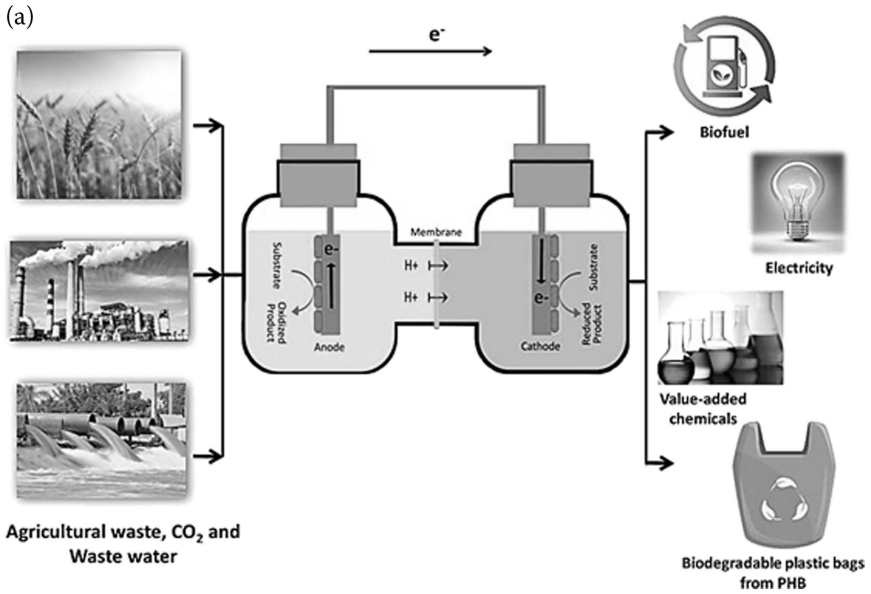 (a)
e-
Biofuel
Electricity
Membrane
Substrate
Oxidized
Product
e-
H+
H+
Anode
e-
Substrate
Reduced
Product
Cathode
Value-added
chemicals
Agricultural waste, CO₂ and
Waste water
Biodegradable plastic bags
from PHB